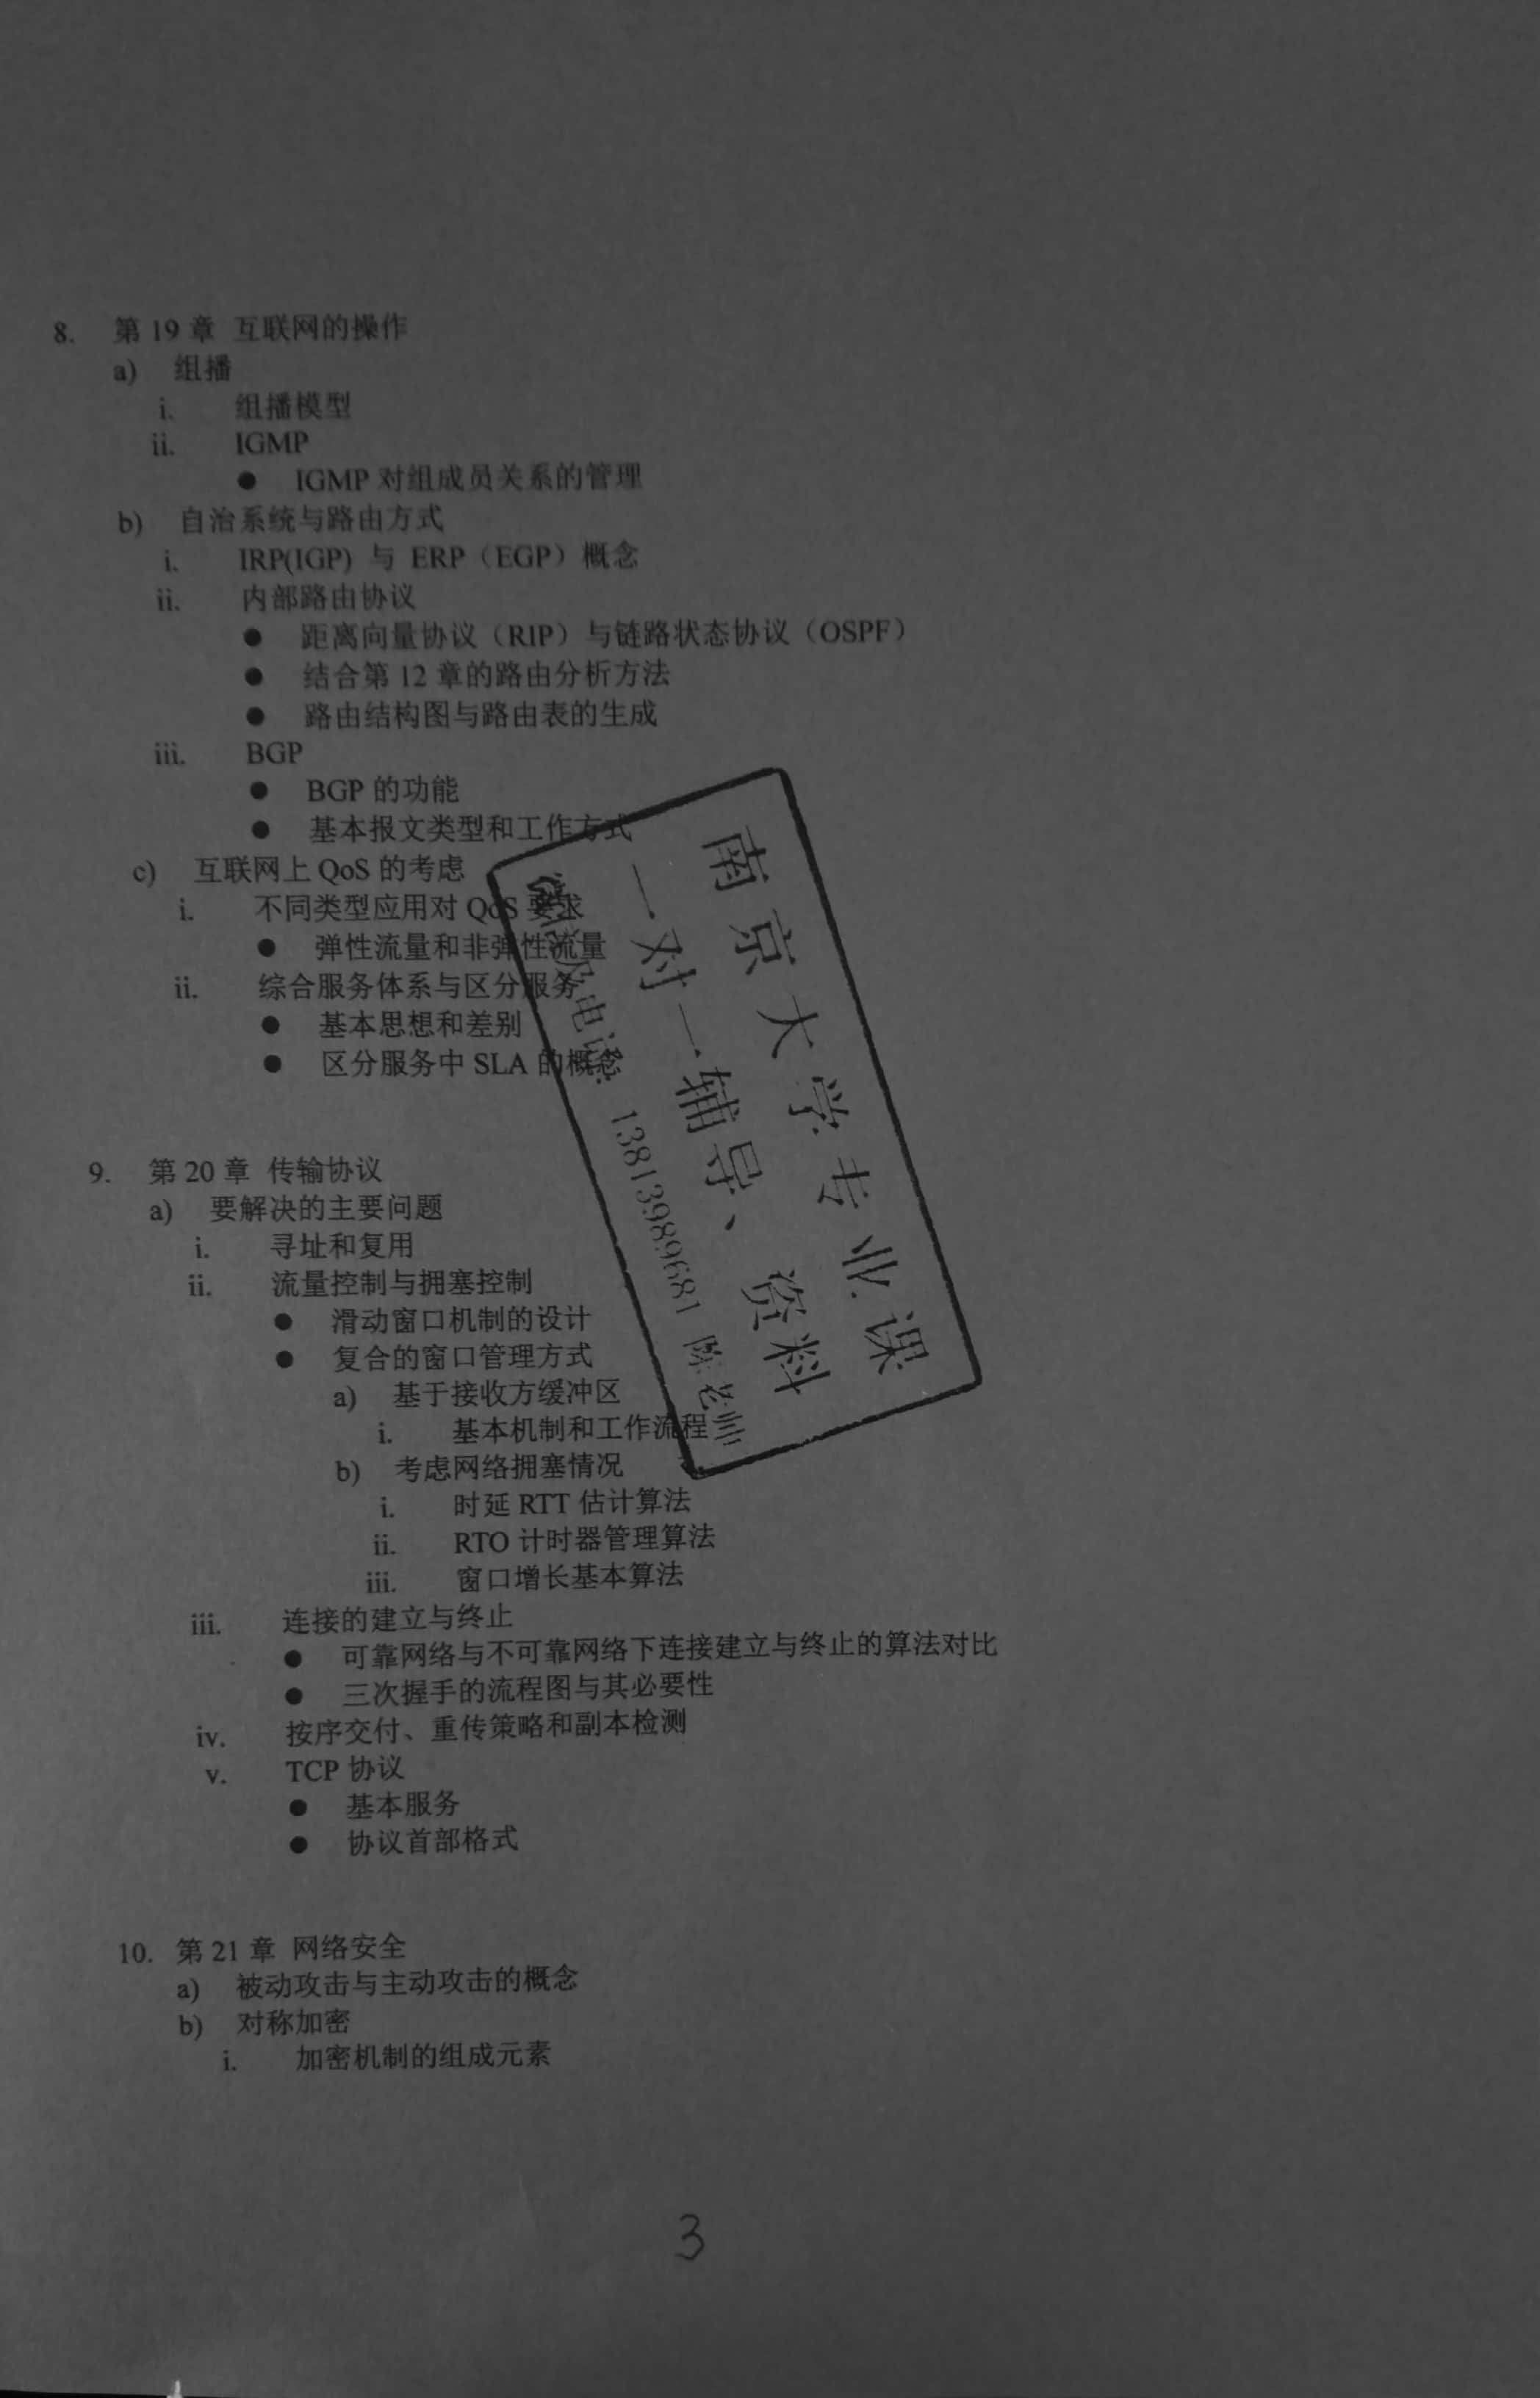 8. 第 19 章 互联网的操作
a) 组播
i. 组播模型
ii. IGMP
● IGMP 对组成员关系的管理
b) 自治系统与路由方式
i. IRP(IGP) 与 ERP（EGP）概念
ii. 内部路由协议
● 距离向量协议（RIP）与链路状态协议（OSPF）
● 结合第 12 章的路由分析方法
● 路由结构图与路由表的生成
iii. BGP
● BGP 的功能
● 基本报文类型和工作方式
c) 互联网上 QoS 的考虑
i. 不同类型应用对 QoS 要求
● 弹性流量和非弹性流量
ii. 综合服务体系与区分服务
● 基本思想和差别
● 区分服务中 SLA 的概念
南京大学专业课
一对一辅导、资料
电话: 13813989681 陈老师
9. 第 20 章 传输协议
a) 要解决的主要问题
i. 寻址和复用
ii. 流量控制与拥塞控制
● 滑动窗口机制的设计
● 复合的窗口管理方式
a) 基于接收方缓冲区
i. 基本机制和工作流程
b) 考虑网络拥塞情况
i. 时延 RTT 估计算法
ii. RTO 计时器管理算法
iii. 窗口增长基本算法
iii. 连接的建立与终止
● 可靠网络与不可靠网络下连接建立与终止的算法对比
● 三次握手的流程图与其必要性
iv. 按序交付、重传策略和副本检测
v. TCP 协议
● 基本服务
● 协议首部格式
10. 第 21 章 网络安全
a) 被动攻击与主动攻击的概念
b) 对称加密
i. 加密机制的组成元素
3